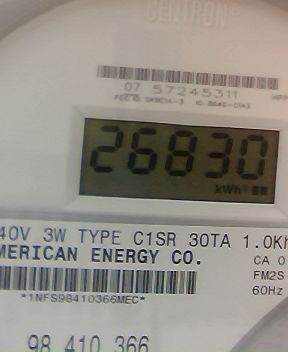 CENTRON
07 57245311
26830
kWh
40V 3W TYPE C1SR 30TA 1.0Kh
MERICAN ENERGY CO.
CA 0
FM2S
60Hz
*1NFS98410366MEC*
98 410 366